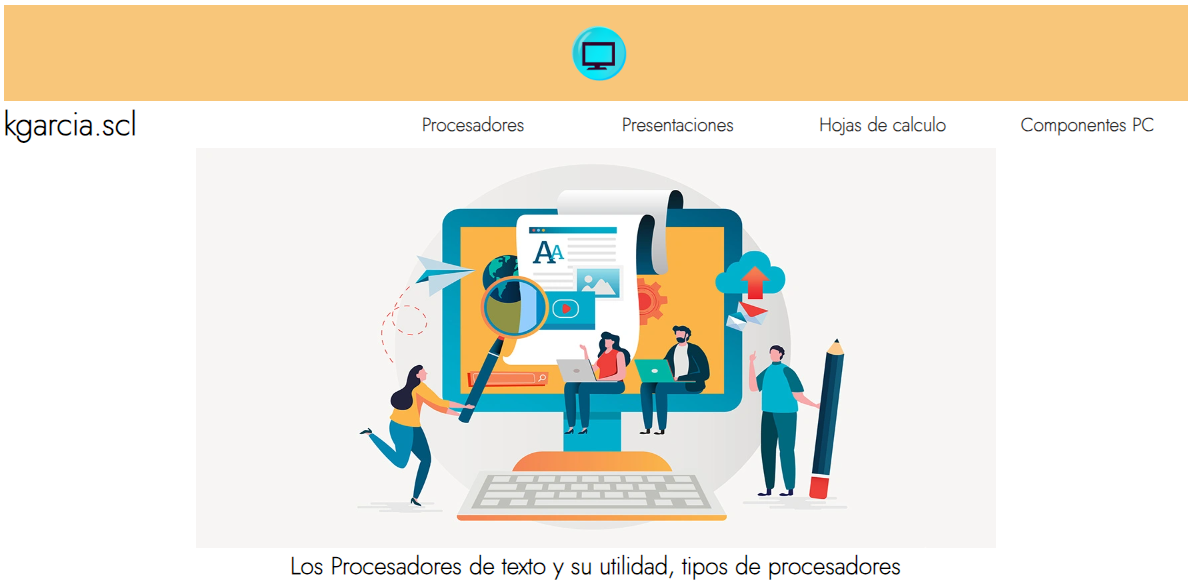 kgarcia.scl
Procesadores Presentaciones Hojas de calculo Componentes PC
AA
Los Procesadores de texto y su utilidad, tipos de procesadores